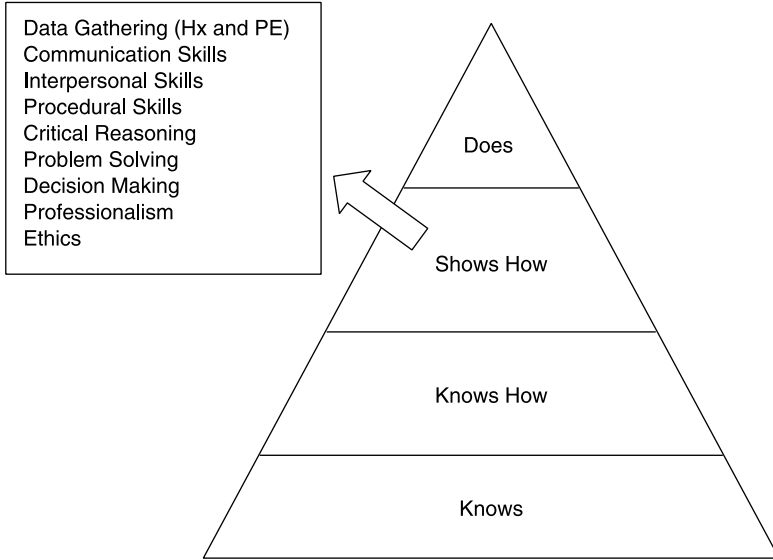 Data Gathering (Hx and PE)
Communication Skills
Interpersonal Skills
Procedural Skills
Critical Reasoning
Problem Solving
Decision Making
Professionalism
Ethics
Does
Shows How
Knows How
Knows